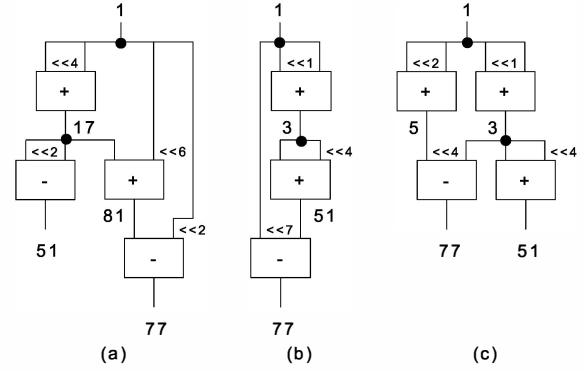 1 1 1
<<4 <<1 <<2 <<1
+ + + +
17 3 5 3
<<2 <<6 <<4 <<4 <<4
- + + - +
81 51
51 <<2 <<7 77 51
- -
77 77
(a) (b) (c)